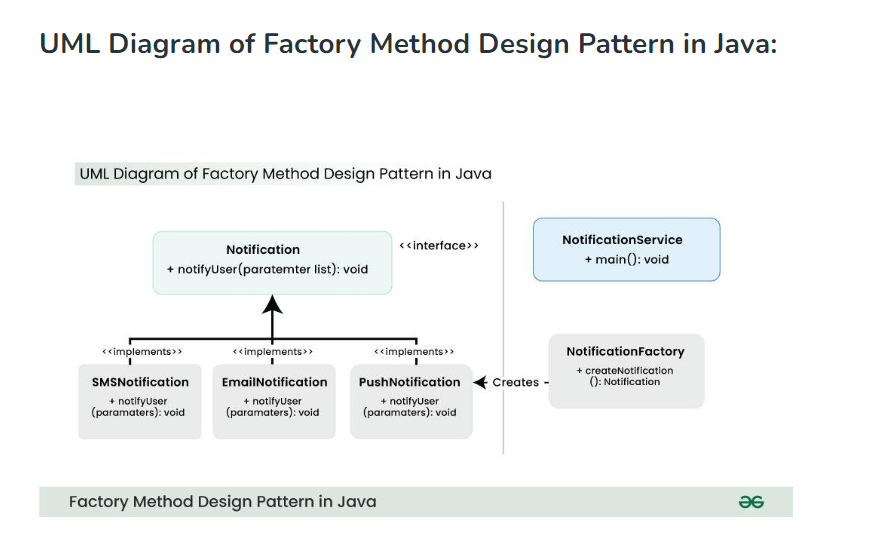 UML Diagram of Factory Method Design Pattern in Java:
UML Diagram of Factory Method Design Pattern in Java
Notification
+ notifyUser(paratemter list): void
<<interface>>
NotificationService
+ main(): void
<<implements>>
<<implements>>
<<implements>>
SMSNotification
+ notifyUser
(paramaters): void
EmailNotification
+ notifyUser
(paramaters): void
PushNotification
+ notifyUser
(paramaters): void
Creates
NotificationFactory
+ createNotification
(): Notification
Factory Method Design Pattern in Java